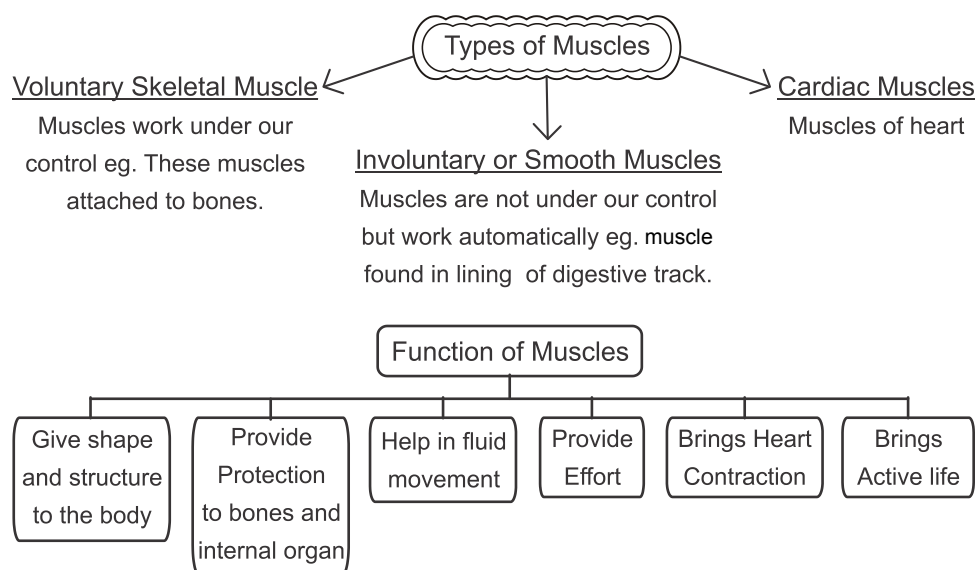 Types of Muscles
Voluntary Skeletal Muscle
Muscles work under our
control eg. These muscles
attached to bones.
Involuntary or Smooth Muscles
Muscles are not under our control
but work automatically eg. muscle
found in lining of digestive track.
Cardiac Muscles
Muscles of heart
Function of Muscles
Give shape
and structure
to the body
Provide
Protection
to bones and
internal organ
Help in fluid
movement
Provide
Effort
Brings Heart
Contraction
Brings
Active life